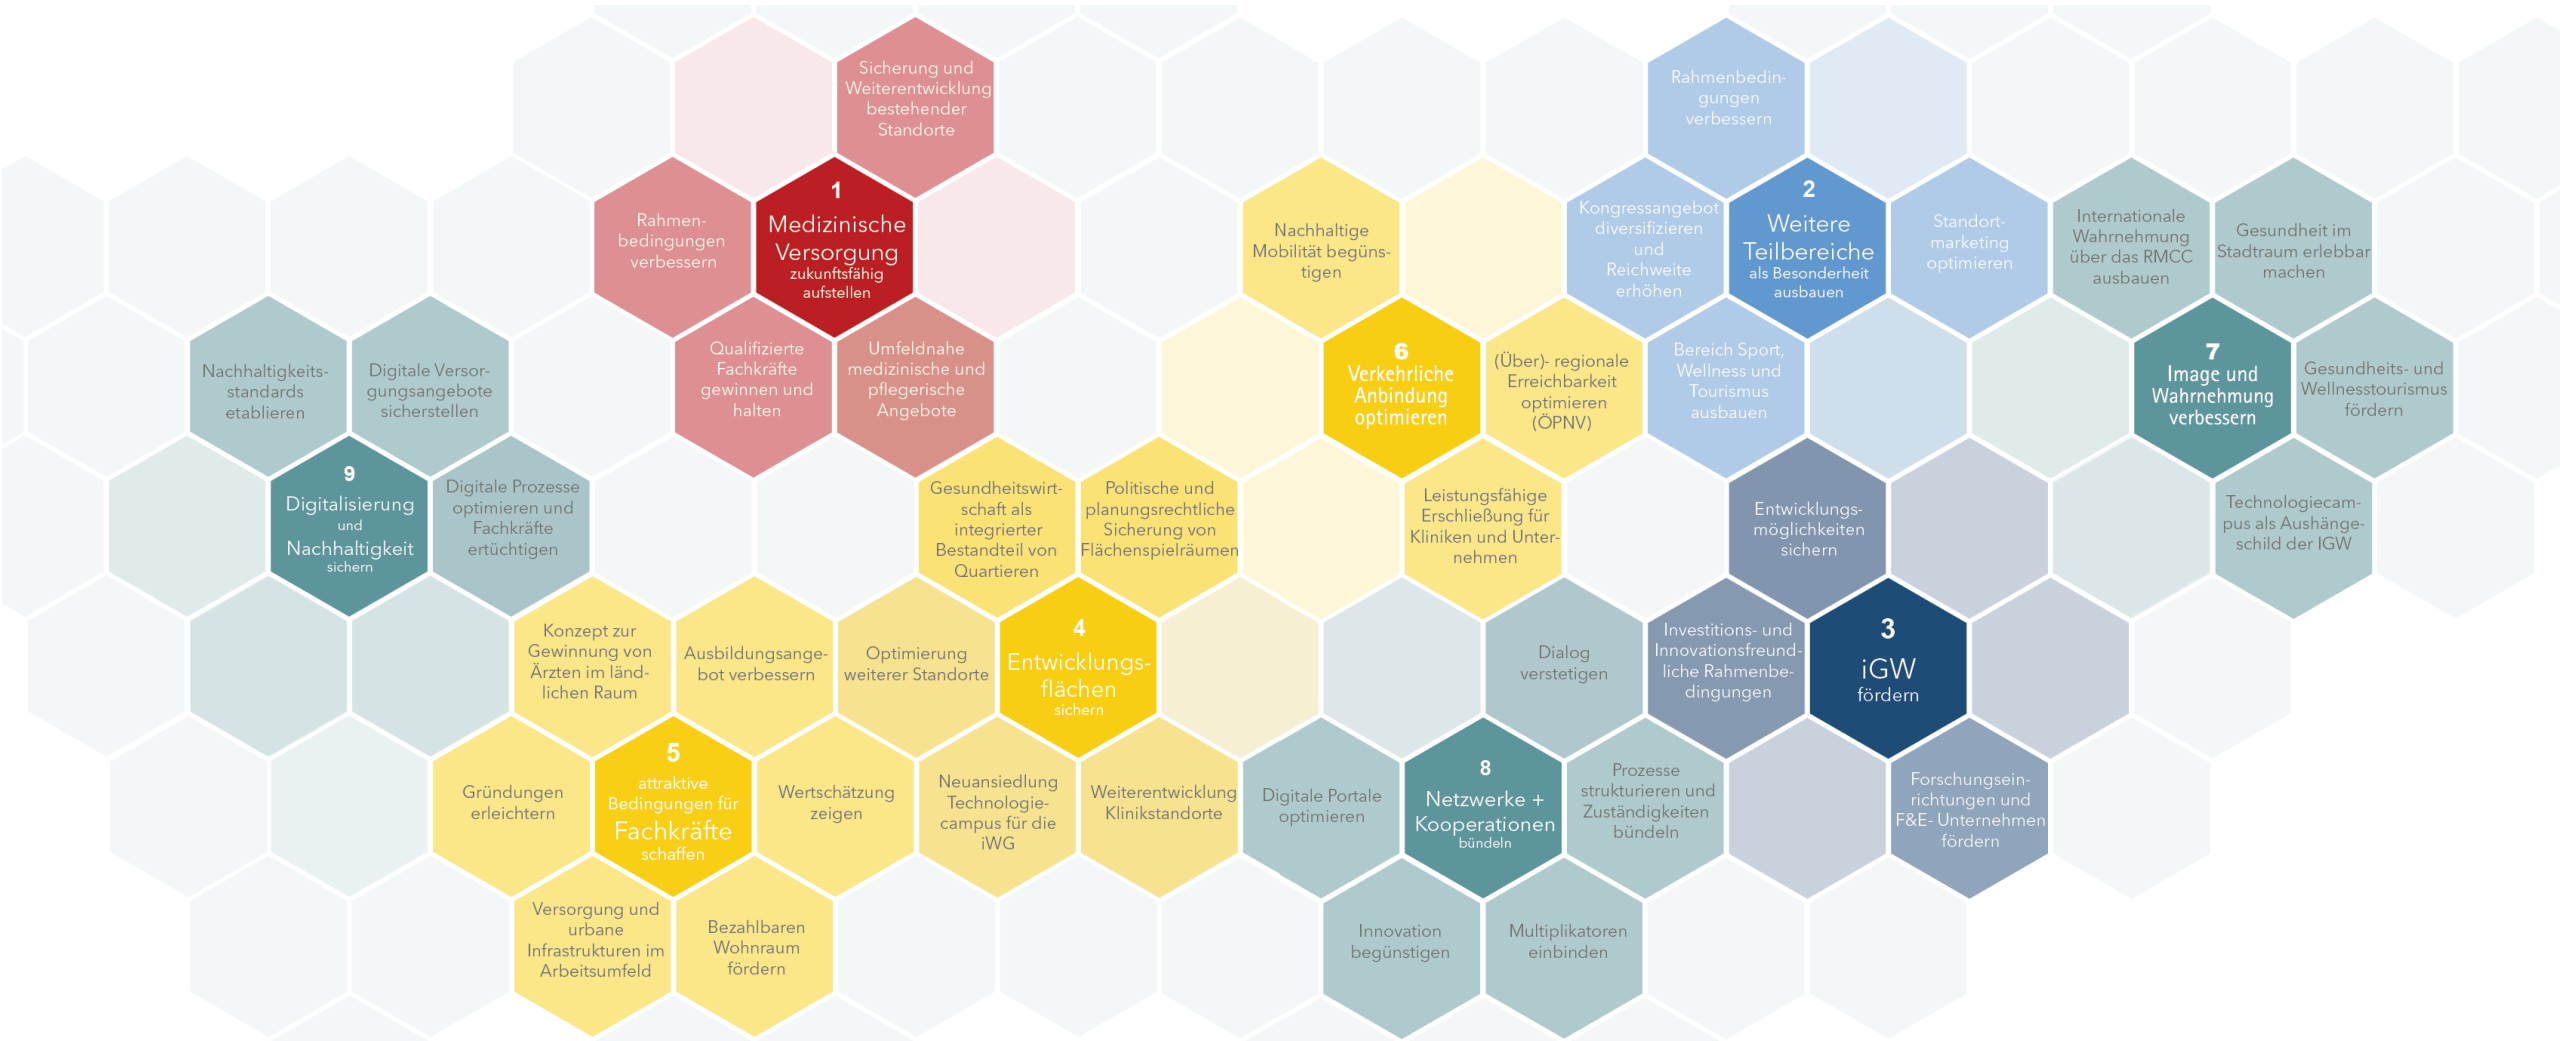 Sicherung und
Weiterentwicklung
bestehender
Standorte
Rahmen-
bedingungen
verbessern
1
Medizinische
Versorgung
zukunftsfähig
aufstellen
Qualifizierte
Fachkräfte
gewinnen und
halten
Umfeldnahe
medizinische und
pflegerische
Angebote
Rahmenbedin-
gungen
verbessern
Kongressangebot
diversifizieren
und
Reichweite
erhöhen
2
Weitere
Teilbereiche
als Besonderheit
ausbauen
Standort-
marketing
optimieren
Bereich Sport,
Wellness und
Tourismus
ausbauen
Nachhaltige
Mobilität begüns-
tigen
6
Verkehrliche
Anbindung
optimieren
(Über)- regionale
Erreichbarkeit
optimieren
(ÖPNV)
Leistungsfähige
Erschließung für
Kliniken und Unter-
nehmen
Internationale
Wahrnehmung
über das RMCC
ausbauen
Gesundheit im
Stadtraum erlebbar
machen
7
Image und
Wahrnehmung
verbessern
Gesundheits- und
Wellnesstourismus
fördern
Technologiecam-
pus als Aushänge-
schild der IGW
Nachhaltigkeits-
standards
etablieren
Digitale Versor-
gungsangebote
sicherstellen
9
Digitalisierung
und
Nachhaltigkeit
sichern
Digitale Prozesse
optimieren und
Fachkräfte
ertüchtigen
Gesundheitswirt-
schaft als
integrierter
Bestandteil von
Quartieren
Politische und
planungsrechtliche
Sicherung von
Flächenspielräumen
Optimierung
weiterer Standorte
4
Entwicklungs-
flächen
sichern
Neuansiedlung
Technologie-
campus für die
iWG
Weiterentwicklung
Klinikstandorte
Konzept zur
Gewinnung von
Ärzten im länd-
lichen Raum
Ausbildungsange-
bot verbessern
Gründungen
erleichtern
5
attraktive
Bedingungen für
Fachkräfte
schaffen
Wertschätzung
zeigen
Versorgung und
urbane
Infrastrukturen im
Arbeitsumfeld
Bezahlbaren
Wohnraum
fördern
Entwicklungs-
möglichkeiten
sichern
Investitions- und
Innovationsfreund-
liche Rahmenbe-
dingungen
3
iGW
fördern
Forschungsein-
richtungen und
F&E- Unternehmen
fördern
Dialog
verstetigen
Digitale Portale
optimieren
8
Netzwerke +
Kooperationen
bündeln
Prozesse
strukturieren und
Zuständigkeiten
bündeln
Innovation
begünstigen
Multiplikatoren
einbinden